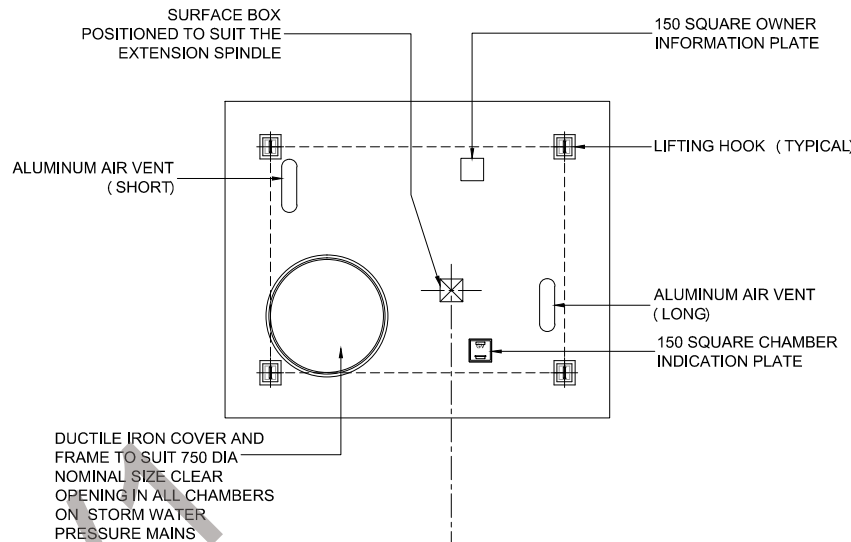 SURFACE BOX
POSITIONED TO SUIT THE
EXTENSION SPINDLE
150 SQUARE OWNER
INFORMATION PLATE
LIFTING HOOK ( TYPICAL)
ALUMINUM AIR VENT
( SHORT)
ALUMINUM AIR VENT
( LONG)
150 SQUARE CHAMBER
INDICATION PLATE
DUCTILE IRON COVER AND
FRAME TO SUIT 750 DIA
NOMINAL SIZE CLEAR
OPENING IN ALL CHAMBERS
ON STORM WATER
PRESSURE MAINS